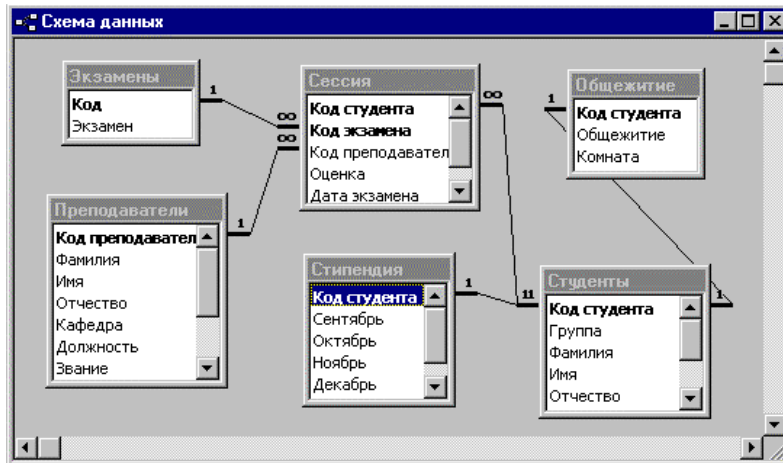 Схема данных
Экзамены
Код
Экзамен
1
∞
Сессия
Код студента
Код экзамена
Код преподавател
Оценка
Дата экзамена
∞
∞
1
Общежитие
Код студента
Общежитие
Комната
Преподаватели
Код преподавател
Фамилия
Имя
Отчество
Кафедра
Должность
Звание
1
Стипендия
Код студента
Сентябрь
Октябрь
Ноябрь
Декабрь
1
11
Студенты
Код студента
Группа
Фамилия
Имя
Отчество
1